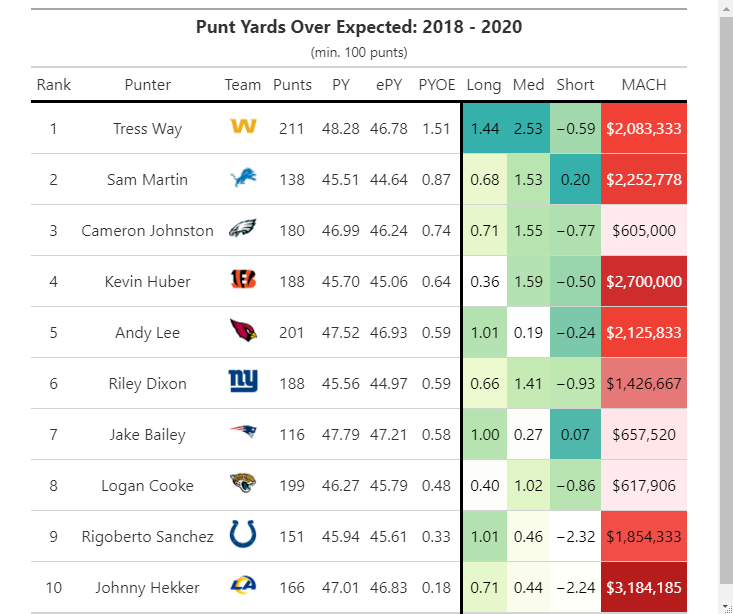 Punt Yards Over Expected: 2018 - 2020
(min. 100 punts)
Rank Punter Team Punts PY ePY PYOE Long Med Short MACH
1 Tress Way W 211 48.28 46.78 1.51 1.44 2.53 −0.59 $2,083,333
2 Sam Martin 138 45.51 44.64 0.87 0.68 1.53 0.20 $2,252,778
3 Cameron Johnston 180 46.99 46.24 0.74 0.71 1.55 −0.77 $605,000
4 Kevin Huber 188 45.70 45.06 0.64 0.36 1.59 −0.50 $2,700,000
5 Andy Lee 201 47.52 46.93 0.59 1.01 0.19 −0.24 $2,125,833
6 Riley Dixon ny 188 45.56 44.97 0.59 0.66 1.41 −0.93 $1,426,667
7 Jake Bailey 116 47.79 47.21 0.58 1.00 0.27 0.07 $657,520
8 Logan Cooke 199 46.27 45.79 0.48 0.40 1.02 −0.86 $617,906
9 Rigoberto Sanchez 151 45.94 45.61 0.33 1.01 0.46 −2.32 $1,854,333
10 Johnny Hekker LA 166 47.01 46.83 0.18 0.71 0.44 −2.24 $3,184,185